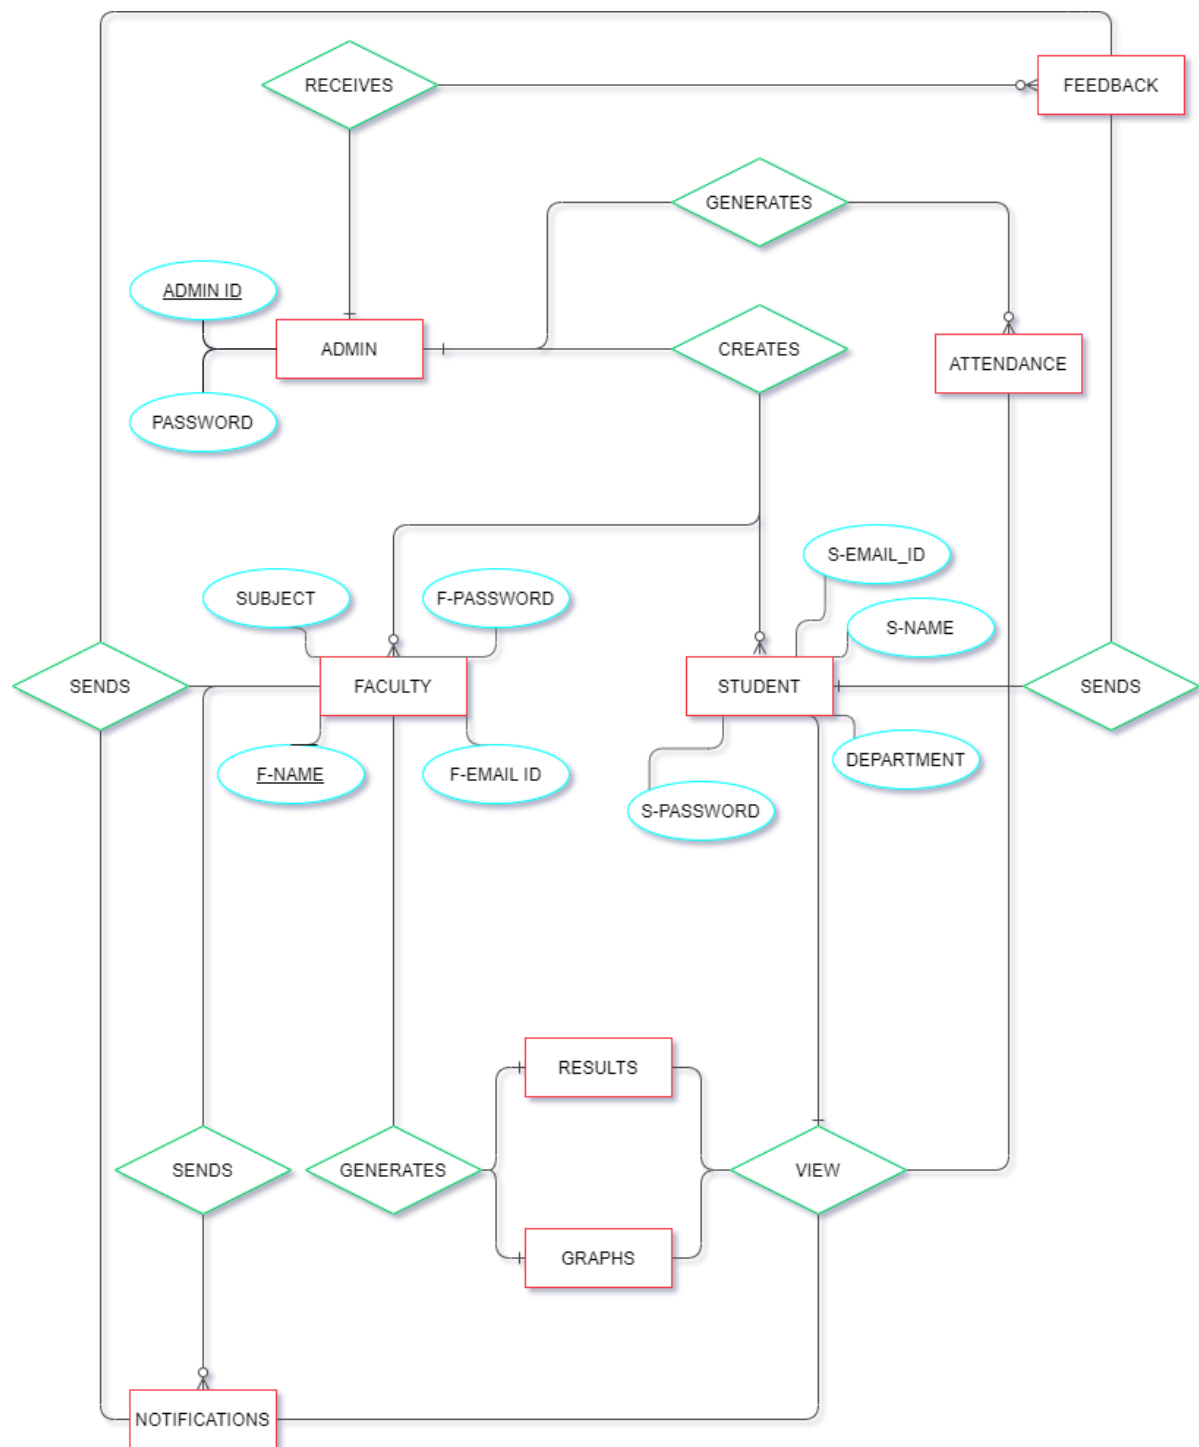 RECEIVES
FEEDBACK
GENERATES
ADMIN ID
ADMIN
CREATES
ATTENDANCE
PASSWORD
S-EMAIL_ID
SUBJECT
F-PASSWORD
S-NAME
SENDS
FACULTY
STUDENT
SENDS
F-NAME
F-EMAIL ID
DEPARTMENT
S-PASSWORD
RESULTS
SENDS
GENERATES
VIEW
GRAPHS
NOTIFICATIONS